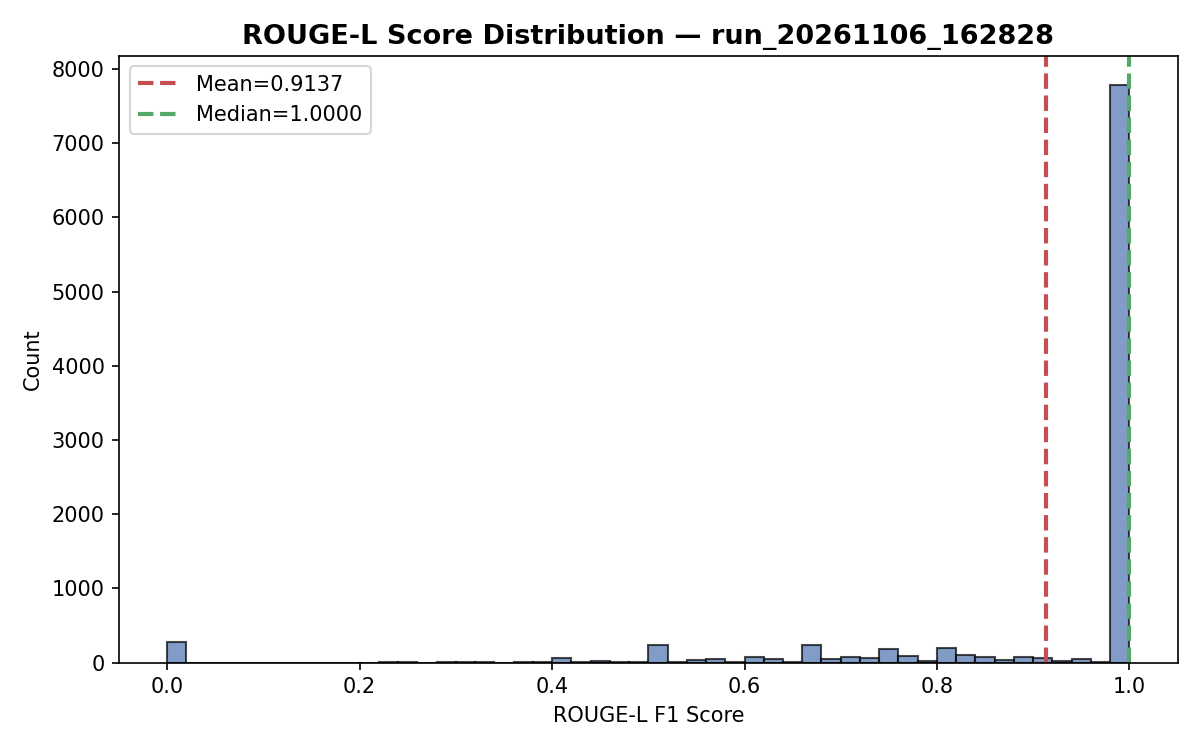 ROUGE-L Score Distribution — run_20261106_162828
Mean=0.9137
Median=1.0000
8000
7000
6000
5000
4000
3000
2000
1000
0
Count
0.0 0.2 0.4 0.6 0.8 1.0
ROUGE-L F1 Score